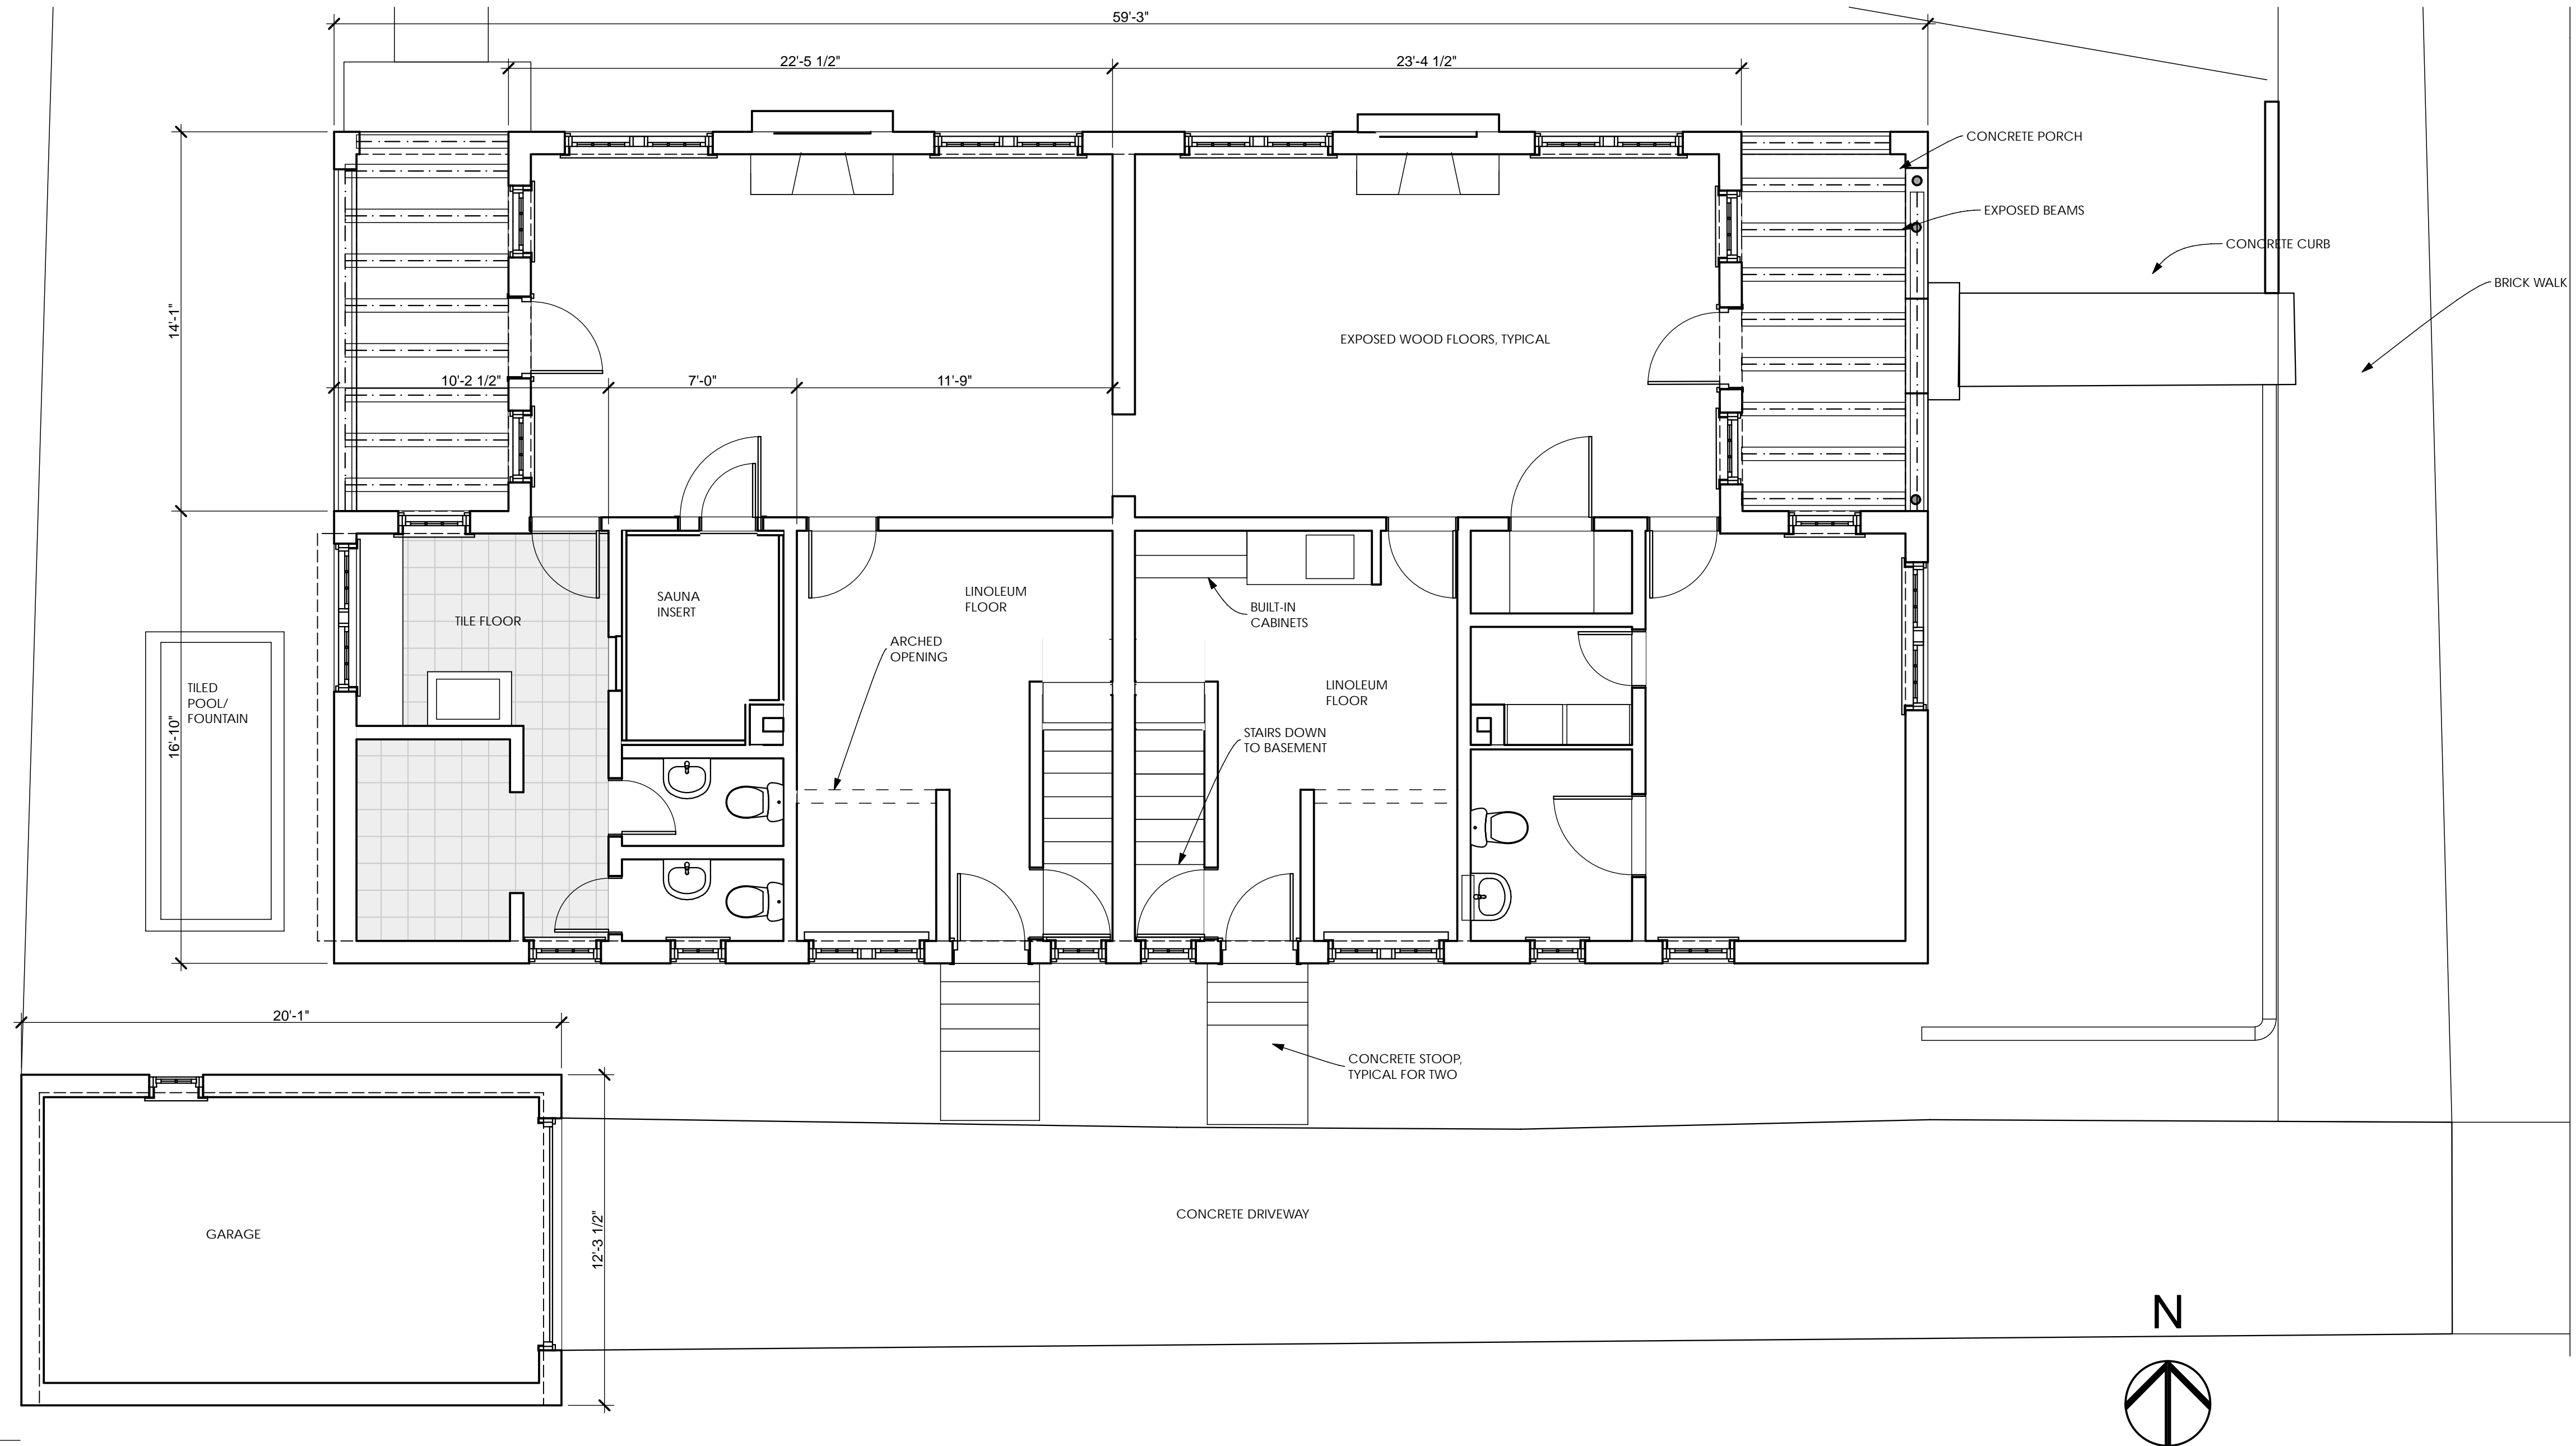 59'-3"
22'-5 1/2"
23'-4 1/2"
CONCRETE PORCH
EXPOSED BEAMS
CONCRETE CURB
BRICK WALK
14'-1"
EXPOSED WOOD FLOORS, TYPICAL
10'-2 1/2"
7'-0"
11'-9"
TILE FLOOR
SAUNA
INSERT
LINOLEUM
FLOOR
BUILT-IN
CABINETS
ARCHED
OPENING
TILED
POOL/
FOUNTAIN
16'-10"
LINOLEUM
FLOOR
STAIRS DOWN
TO BASEMENT
20'-1"
CONCRETE STOOP,
TYPICAL FOR TWO
GARAGE
12'-3 1/2"
CONCRETE DRIVEWAY
N